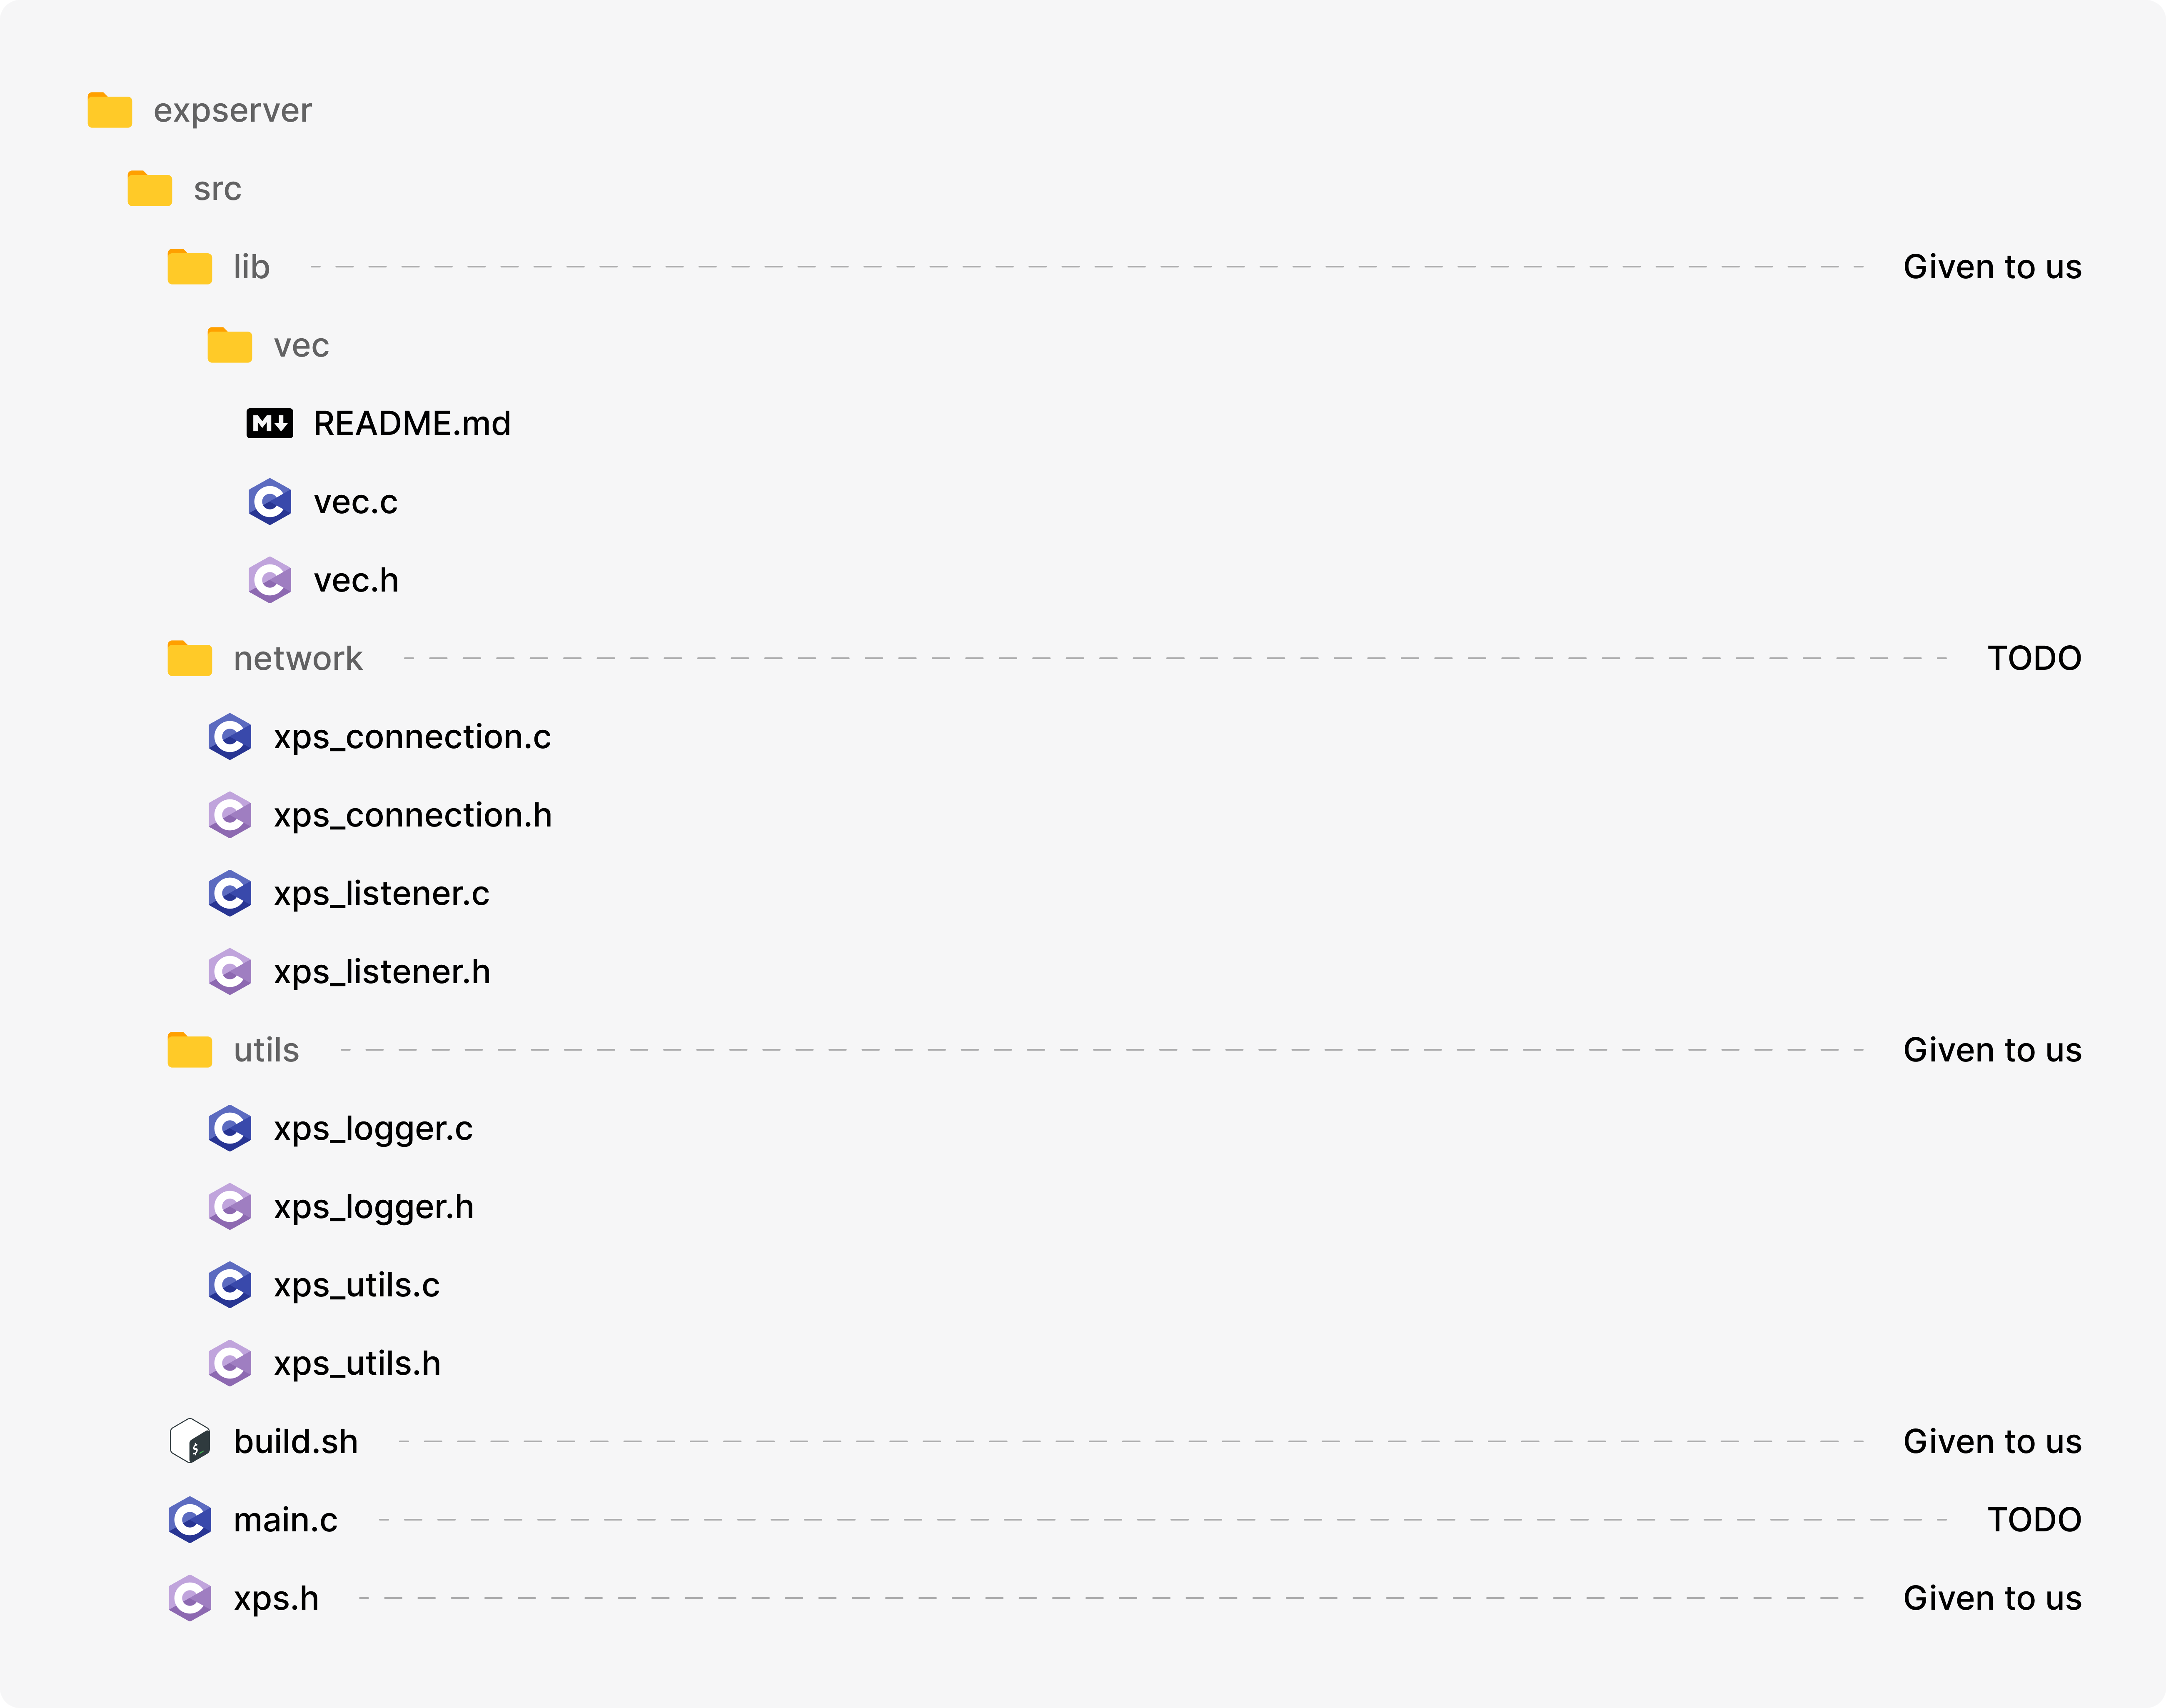 expserver
src
lib Given to us
vec
README.md
vec.c
vec.h
network TODO
xps_connection.c
xps_connection.h
xps_listener.c
xps_listener.h
utils Given to us
xps_logger.c
xps_logger.h
xps_utils.c
xps_utils.h
build.sh Given to us
main.c TODO
xps.h Given to us